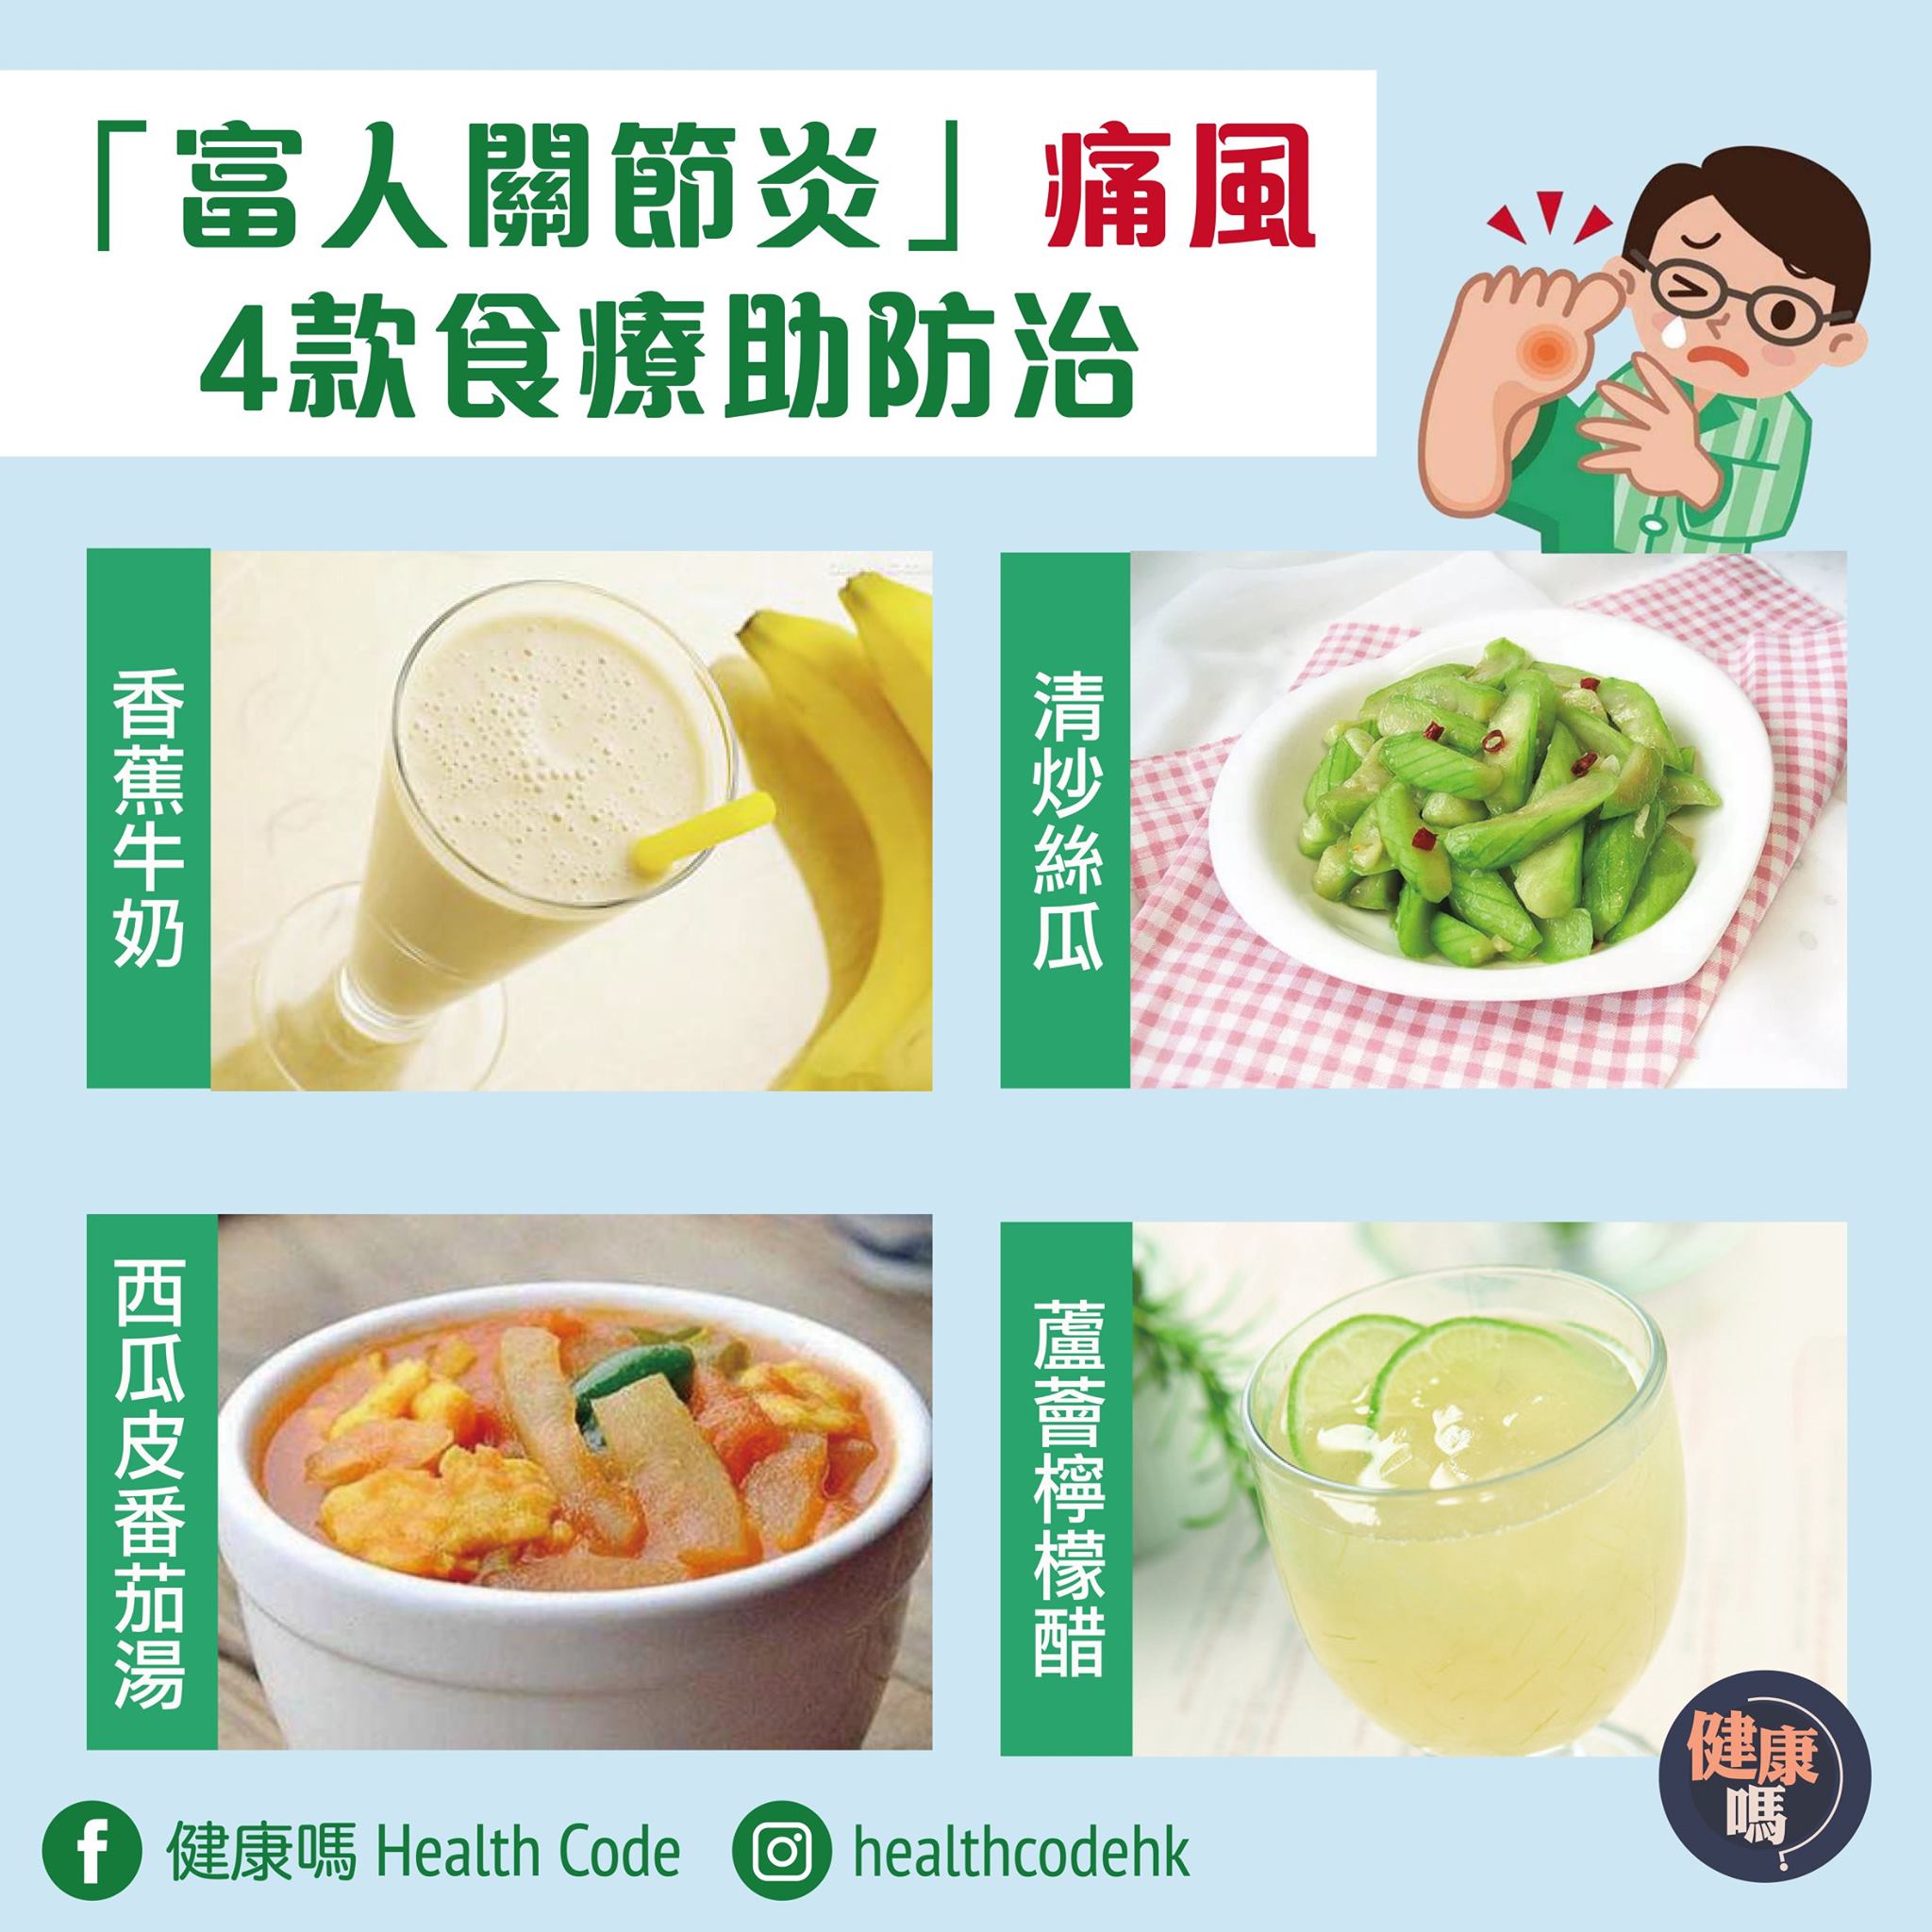 「富人關節炎」痛風
4款食療助防治
香蕉牛奶
清炒絲瓜
西瓜皮番茄湯
蘆薈檸檬醋
健康嗎 Health Code
healthcodehk
健康
嗎